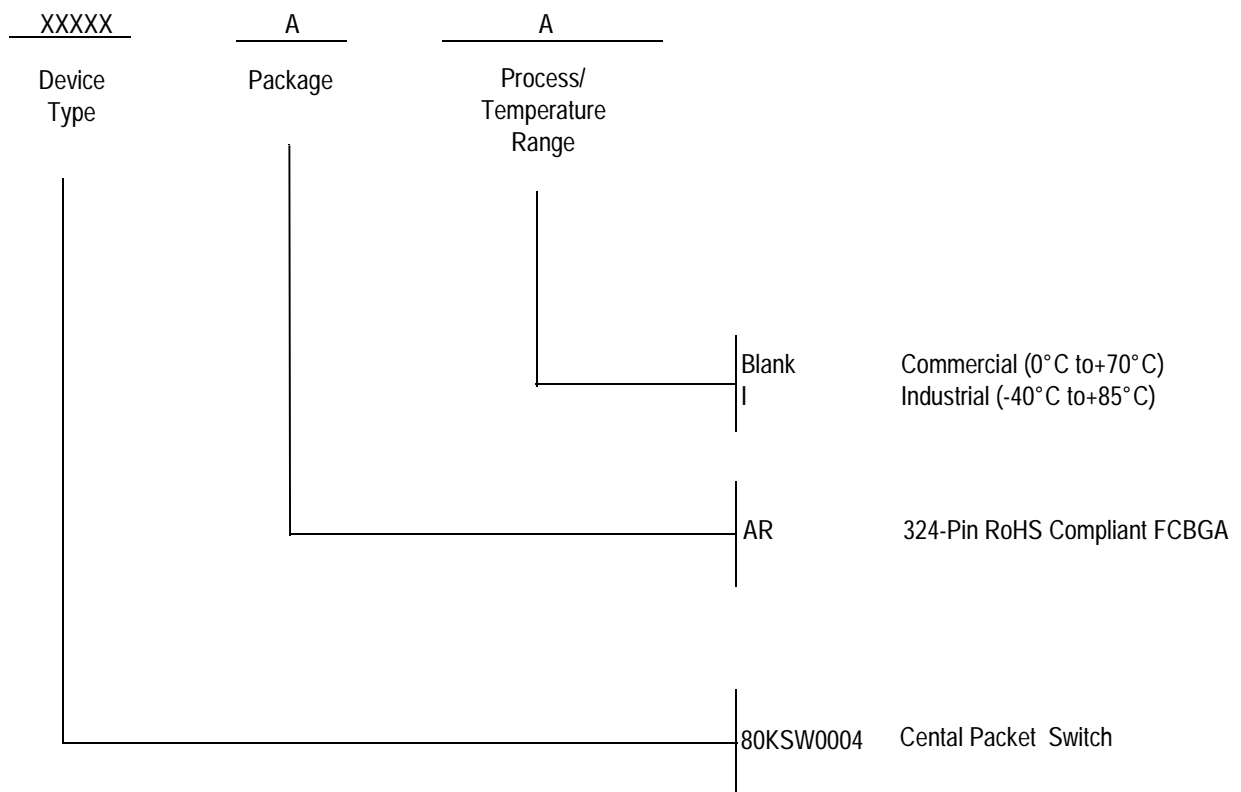 XXXXX A A
Device Type
Package
Process/ Temperature Range
Blank Commercial (0°C to+70°C)
I Industrial (-40°C to+85°C)
AR 324-Pin RoHS Compliant FCBGA
80KSW0004 Cental Packet Switch